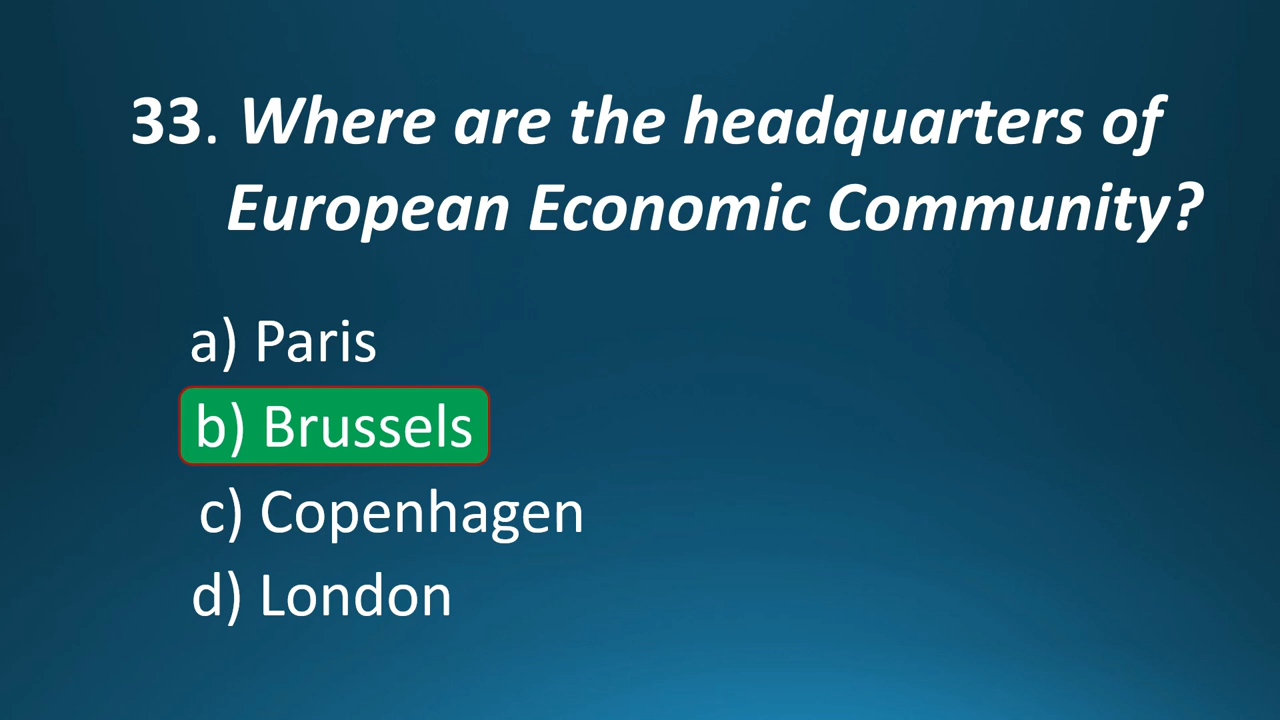 33. Where are the headquarters of
European Economic Community?
a) Paris
b) Brussels
c) Copenhagen
d) London